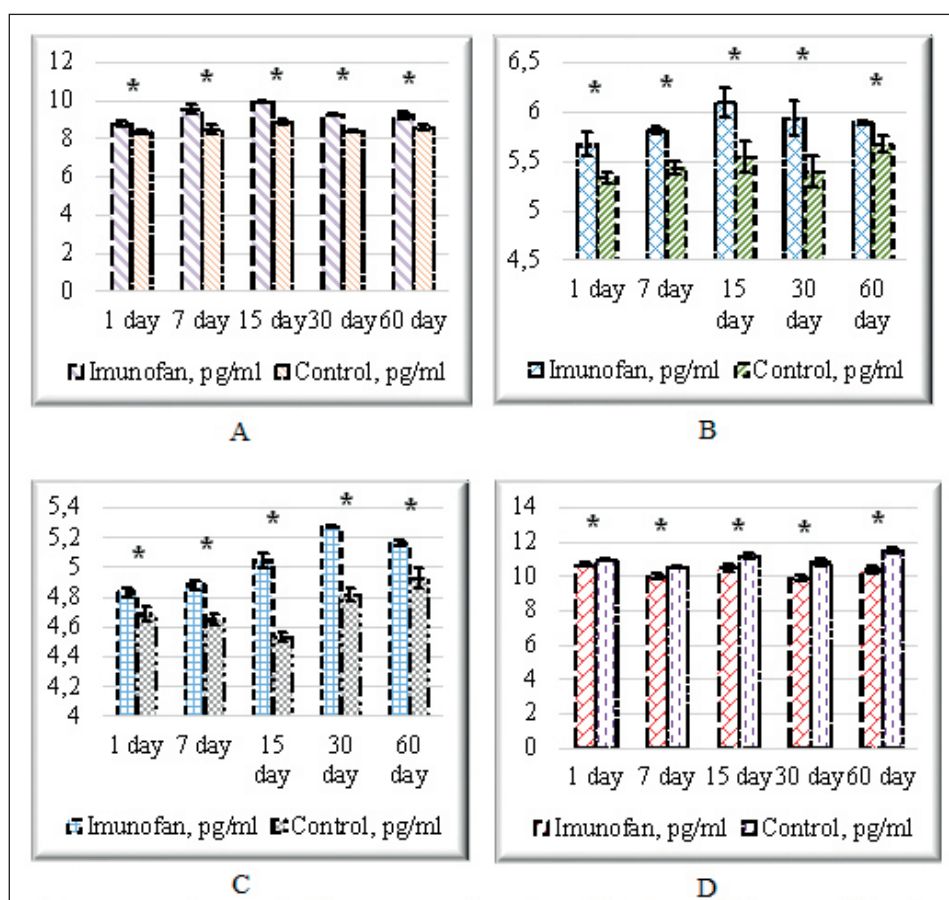 12
10
8
6
4
2
0
* * * * *
1 day 7 day 15 day 30 day 60 day
Imunofan, pg/ml Control, pg/ml
A
6,5
6
5,5
5
4,5
* * * * *
1 day 7 day 15 day 30 day 60 day
Imunofan, pg/ml Control, pg/ml
B
5,4
5,2
5
4,8
4,6
4,4
4,2
4
* * * * *
1 day 7 day 15 day 30 day 60 day
Imunofan, pg/ml Control, pg/ml
C
14
12
10
8
6
4
2
0
* * * * *
1 day 7 day 15 day 30 day 60 day
Imunofan, pg/ml Control, pg/ml
D